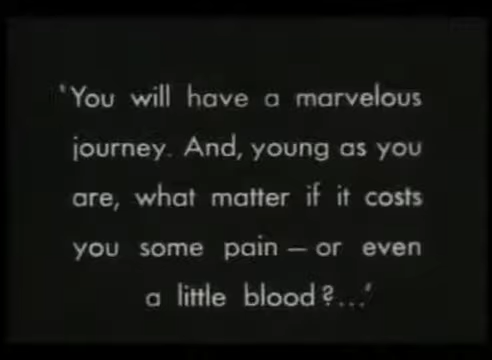 'You will have a marvelous
journey. And, young as you
are, what matter if it costs
you some pain – or even
a little blood?...'